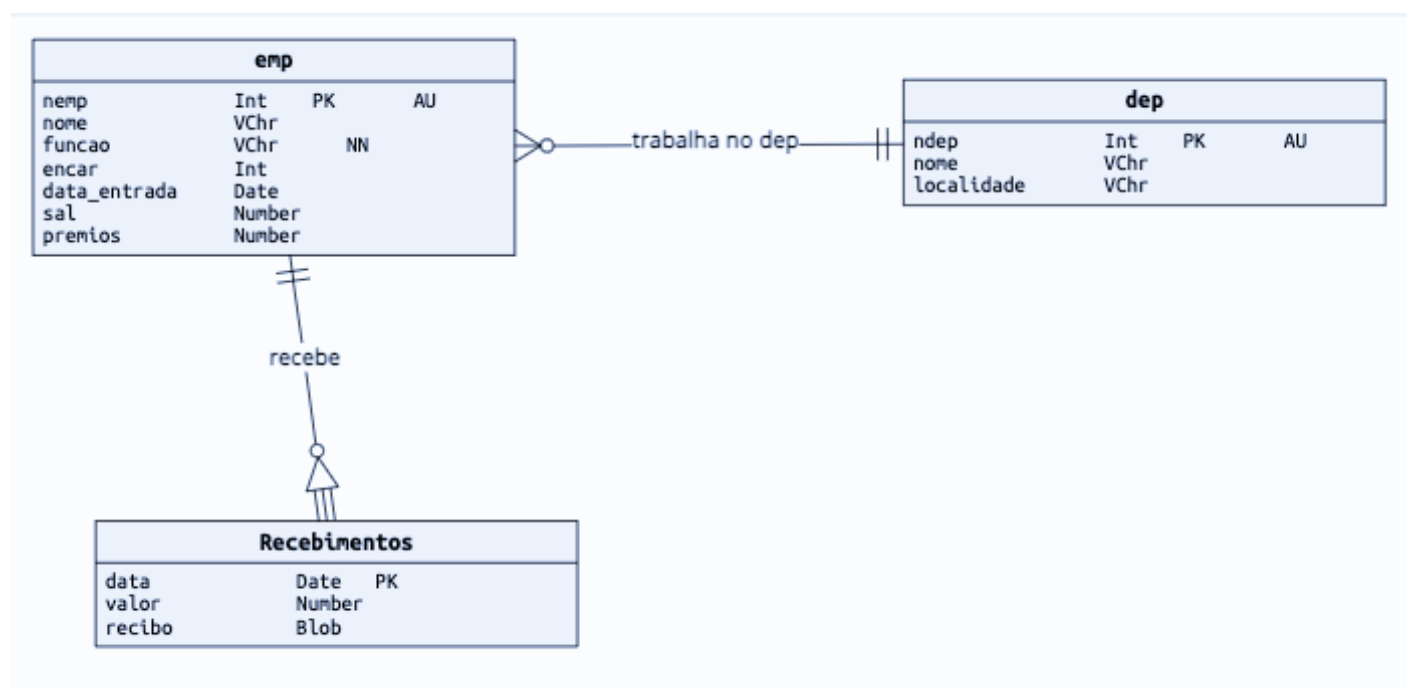 emp
nemp Int PK AU
nome VChr
funcao VChr NN
encar Int
data_entrada Date
sal Number
premios Number
trabalha no dep
dep
ndep Int PK AU
nome VChr
localidade VChr
recebe
Recebimentos
data Date PK
valor Number
recibo Blob